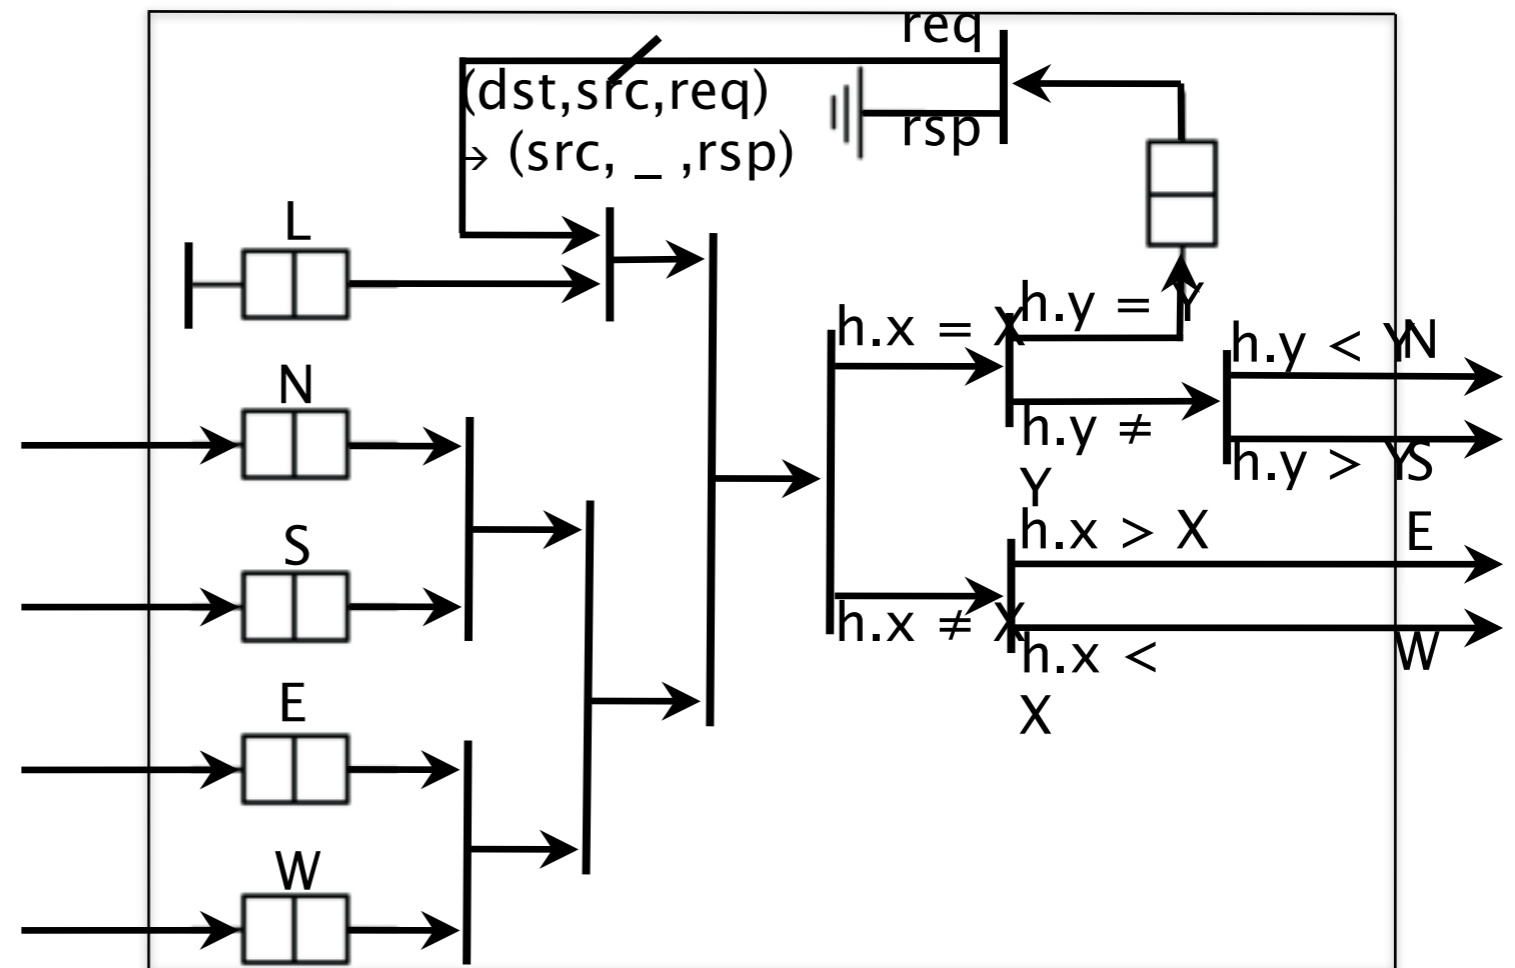 req
(dst,src,req)
→ (src, _ ,rsp)
rsp
L
N
S
E
W
h.x = X
h.y = Y
h.y ≠
Y
h.y < Y
N
h.y > Y
S
h.x > X
E
h.x ≠ X
h.x <
X
W